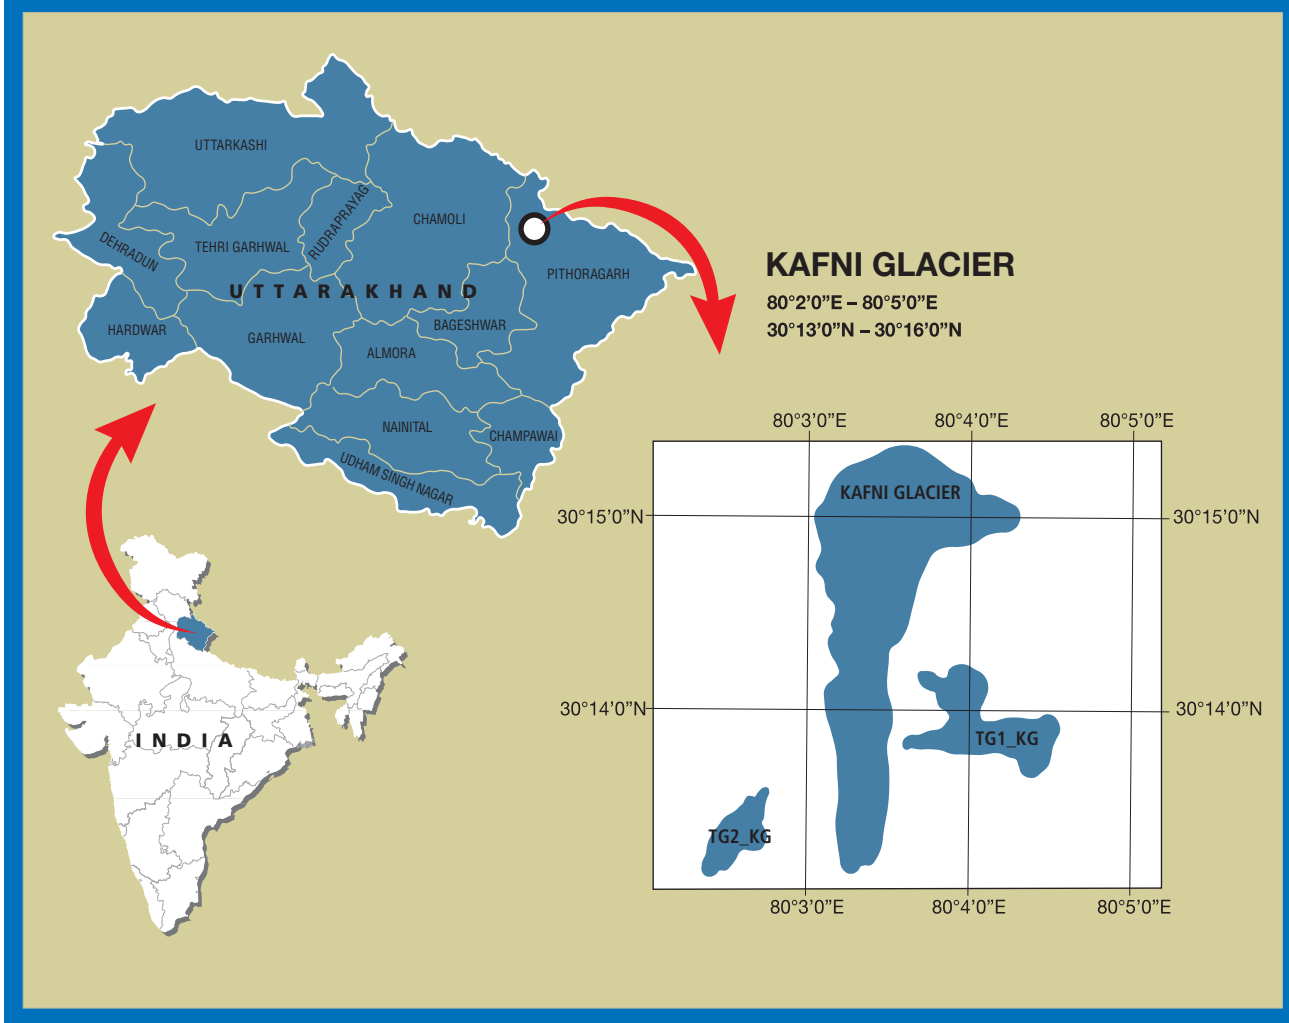 UTTARKASHI
RUDRAPRAYAG
CHAMOLI
DEHRADUN
TEHRI GARHWAL
PITHORAGARH
UTTARAKHAND
HARDWAR
GARHWAL
BAGESHWAR
ALMORA
NAINITAL
CHAMPAWAI
UDHAM SINGH NAGAR
KAFNI GLACIER
80°2'0"E – 80°5'0"E
30°13'0"N – 30°16'0"N
INDIA
80°3'0"E 80°4'0"E 80°5'0"E
KAFNI GLACIER
30°15'0"N 30°15'0"N
30°14'0"N 30°14'0"N
TG1_KG
TG2_KG
80°3'0"E 80°4'0"E 80°5'0"E